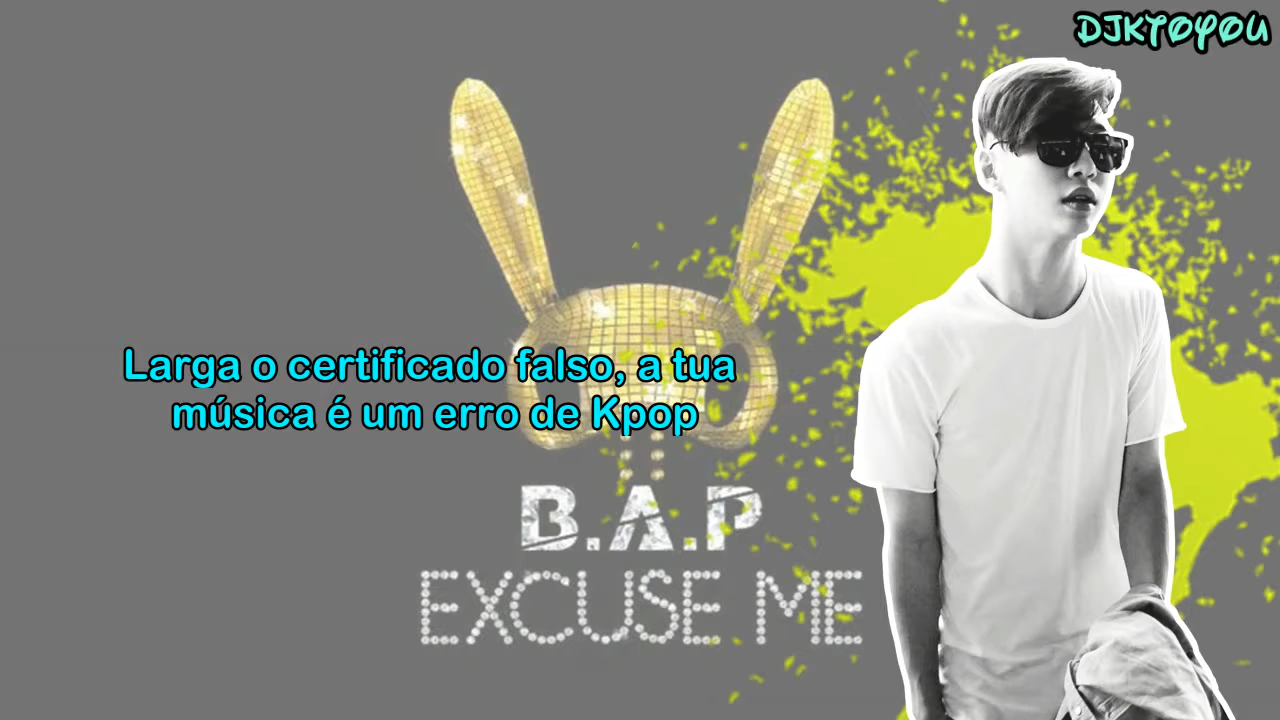 DJKTOYOU
Larga o certificado falso, a tua
música é um erro de Kpop
B.A.P
EXCUSE ME